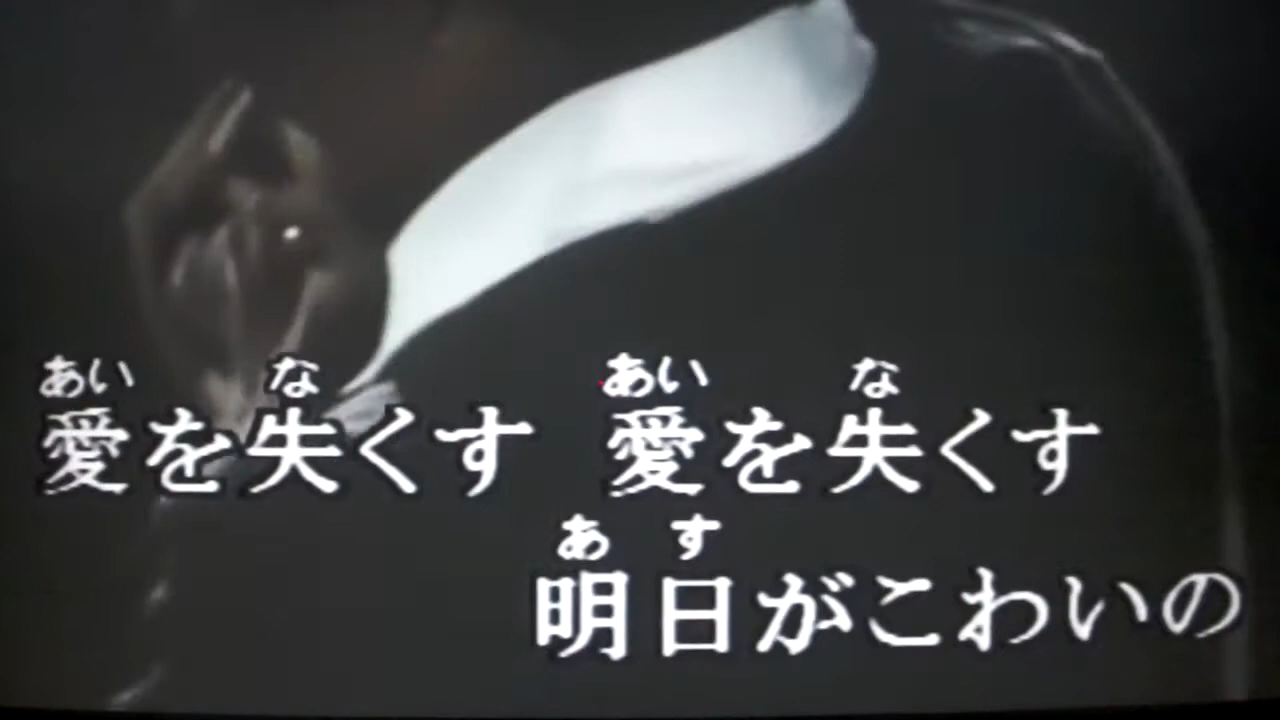 あい な あい な
愛を失くす 愛を失くす
あす
明日がこわいの